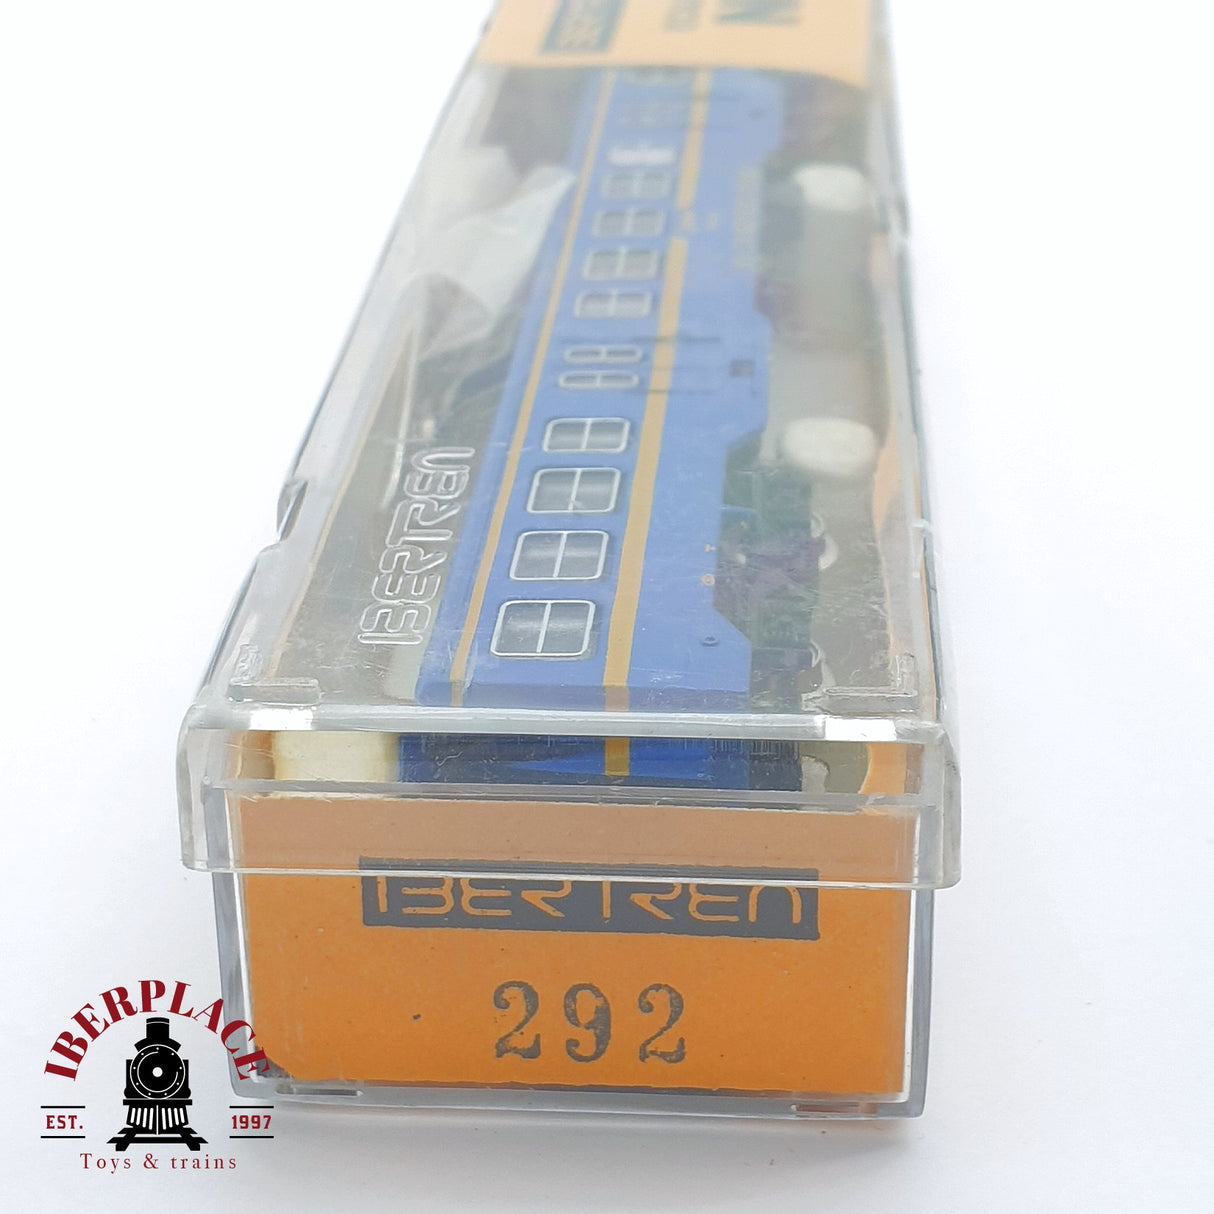 IBERTREN
IBERTREN
292
IBERPLACE
EST. 1997
Toys & trains